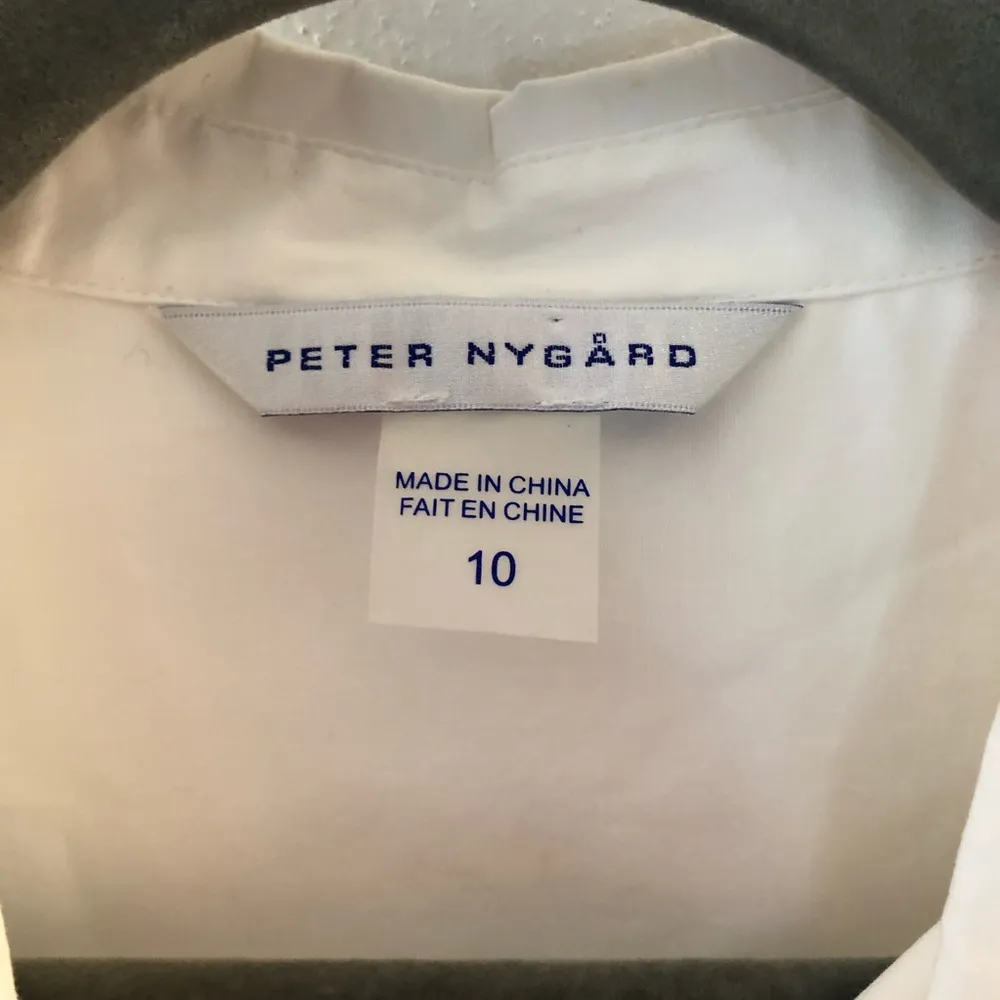 PETER NYGÅRD
MADE IN CHINA
FAIT EN CHINE
10